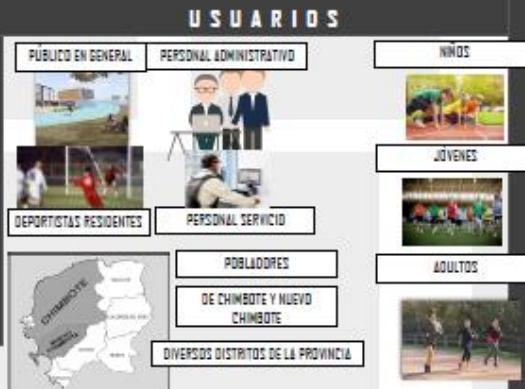 USUARIOS
PÚBLICO EN GENERAL
PERSONAL ADMINISTRATIVO
NIÑOS
JÓVENES
DEPORTISTAS RESIDENTES
PERSONAL SERVICIO
ADULTOS
POBLADORES
DE CHIMBOTE Y NUEVO
CHIMBOTE
DIVERSOS DISTRITOS DE LA PROVINCIA
CHIMBOTE